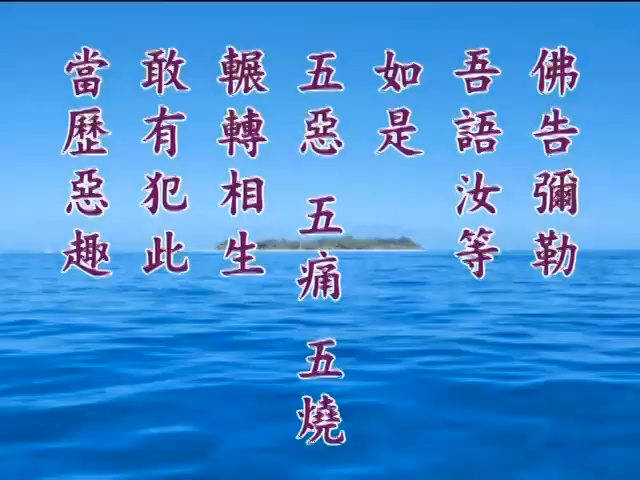 佛告彌勒
吾語汝等
如是
五惡 五痛 五燒
輾轉相生
敢有犯此
當歷惡趣